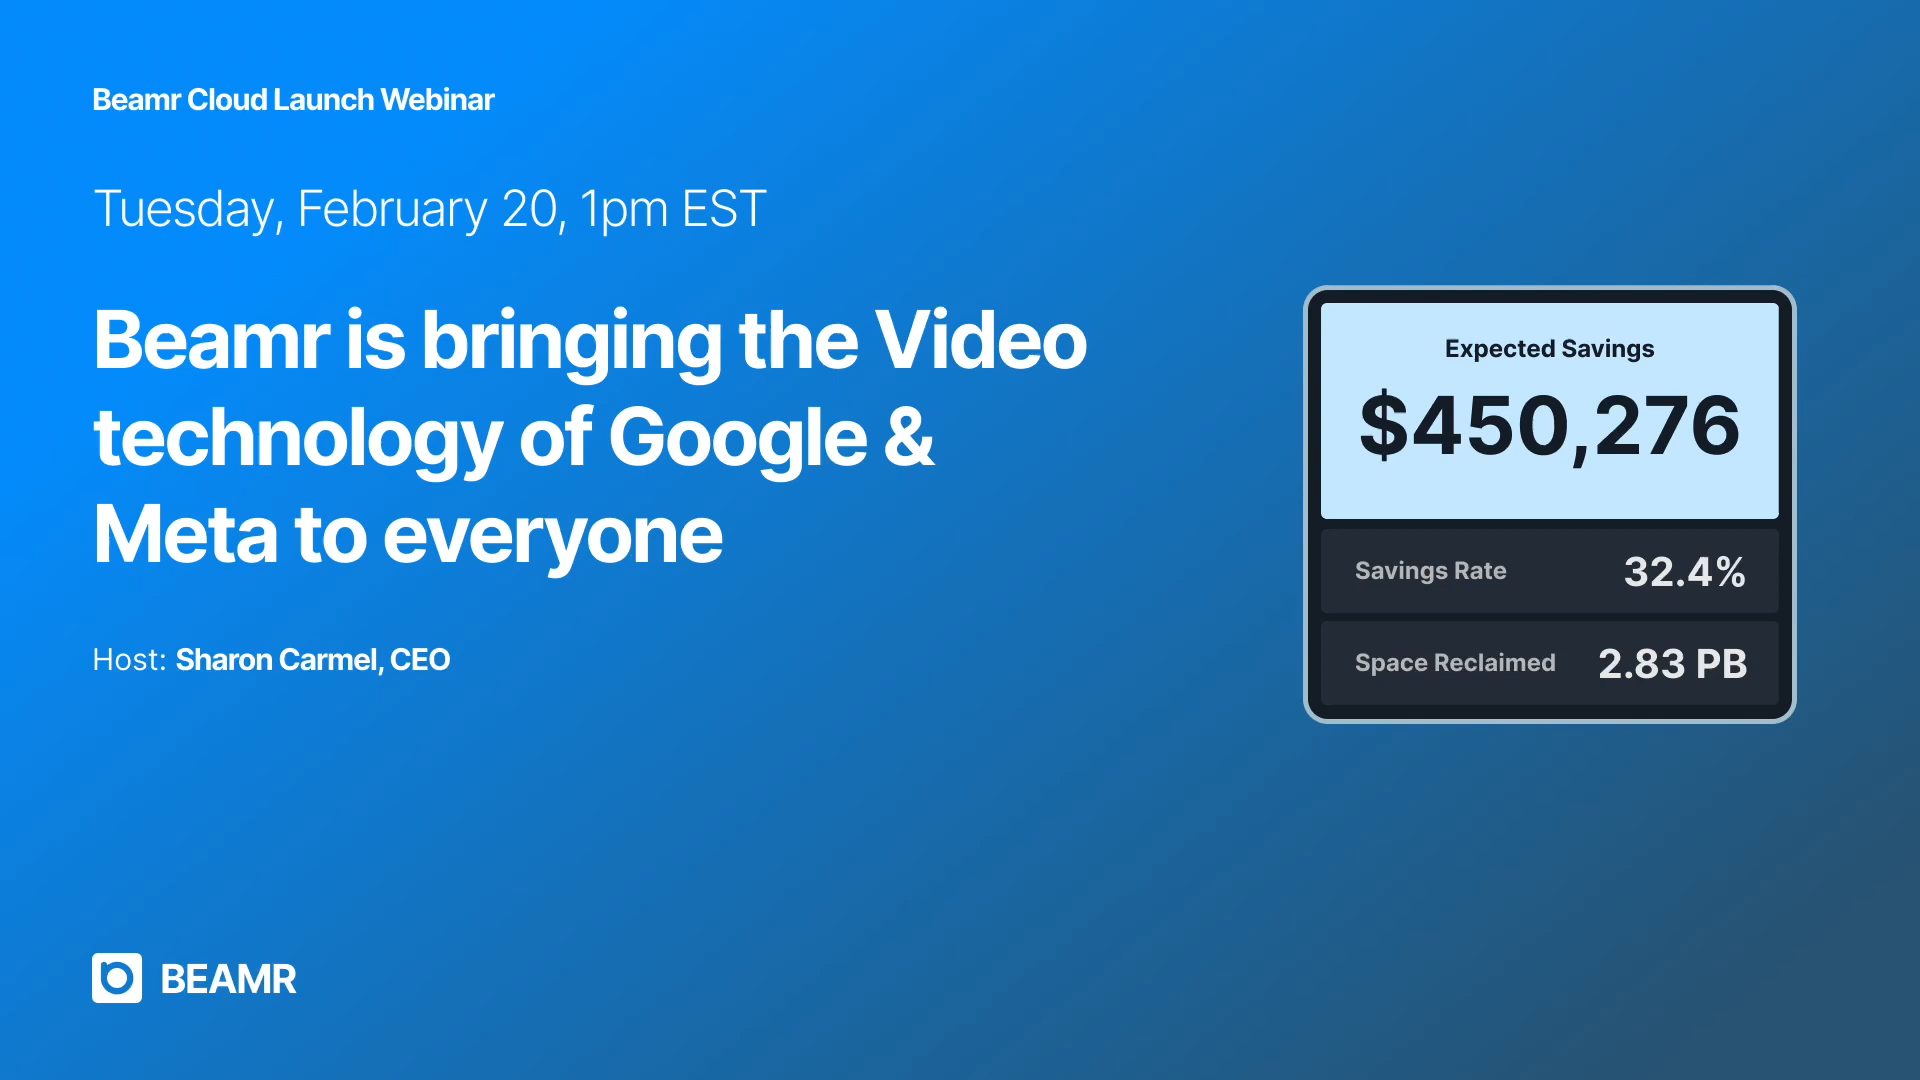 Beamr Cloud Launch Webinar
Tuesday, February 20, 1pm EST
Beamr is bringing the Video
technology of Google &
Meta to everyone
Host: Sharon Carmel, CEO
Expected Savings
$450,276
Savings Rate 32.4%
Space Reclaimed 2.83 PB
BEAMR